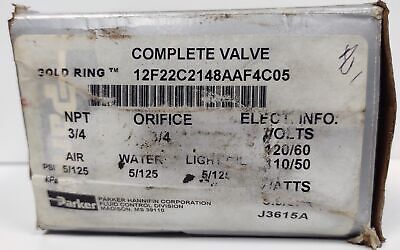 COMPLETE VALVE
GOLD RING™ 12F22C2148AAF4C05
NPT ORIFICE ELECT. INFO.
3/4 3/4 VOLTS
120/60
AIR WATER LIGHT OIL 110/50
PSI 5/125 5/125 5/125 WATTS
kPa
Parker
PARKER HANNIFIN CORPORATION
FLUID CONTROL DIVISION
MADISON, MS 39110
J3615A